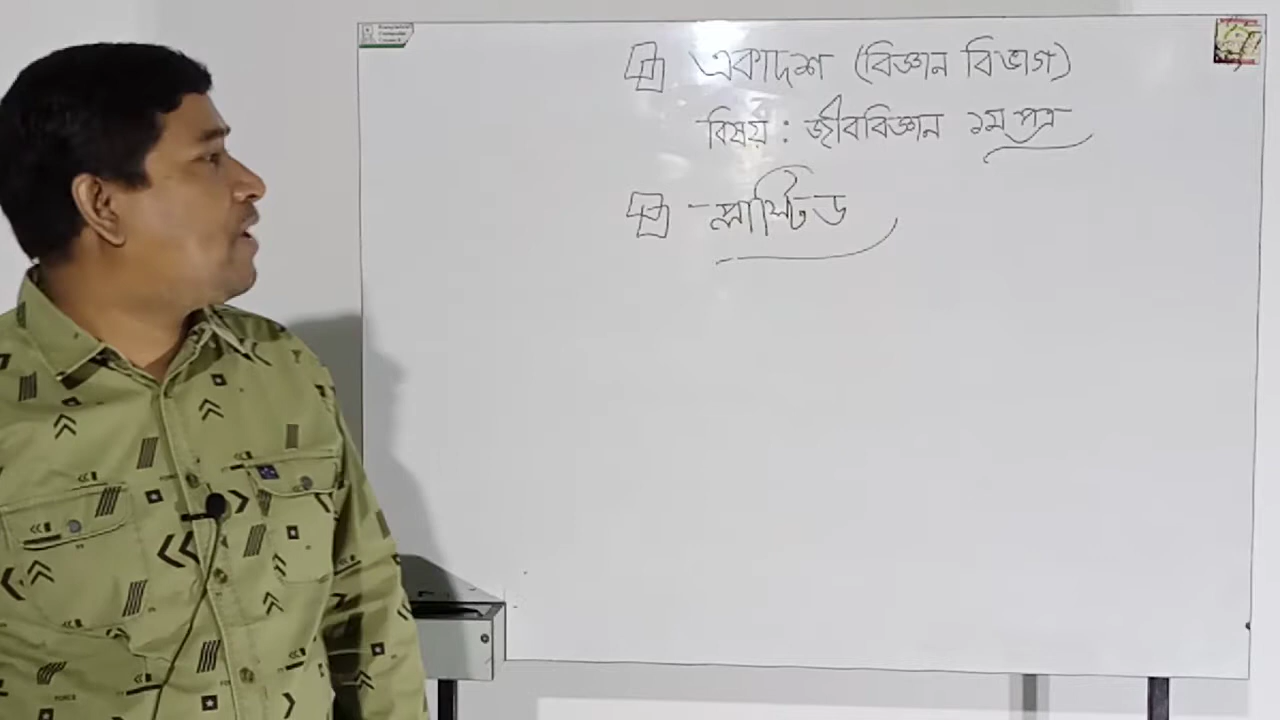 একাদশ (বিজ্ঞান বিভাগ)
বিষয় : জীববিজ্ঞান ১ম পত্র
প্লাস্টিড